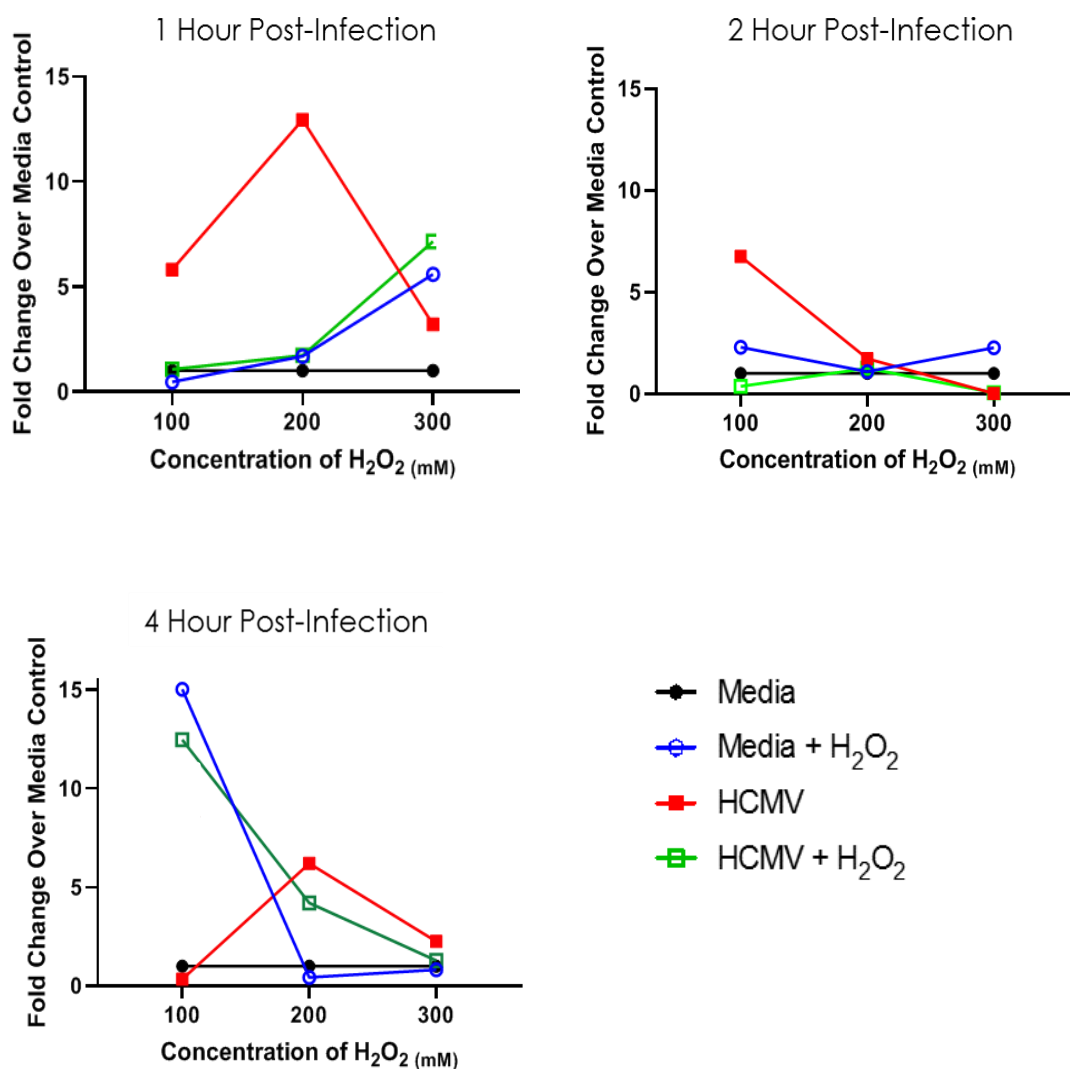 1 Hour Post-Infection
Fold Change Over Media Control
15
10
5
0
100 200 300
Concentration of H₂O₂ (mM)
2 Hour Post-Infection
Fold Change Over Media Control
15
10
5
0
100 200 300
Concentration of H₂O₂ (mM)
4 Hour Post-Infection
Fold Change Over Media Control
15
10
5
0
100 200 300
Concentration of H₂O₂ (mM)
Media
Media + H₂O₂
HCMV
HCMV + H₂O₂